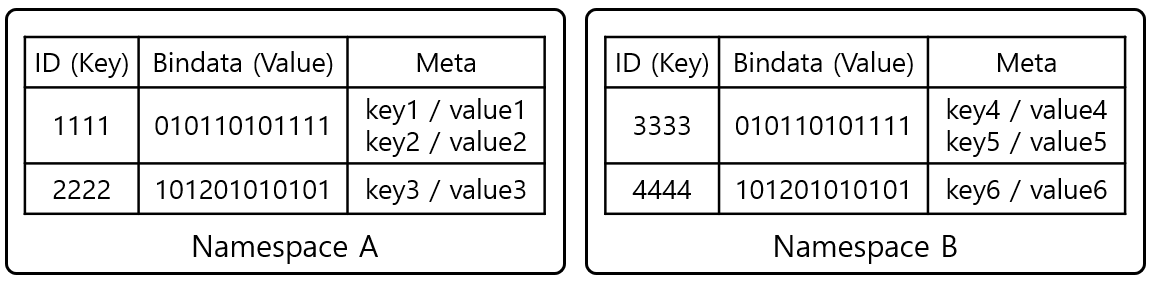 ID (Key) Bindata (Value) Meta
1111 010110101111 key1 / value1
key2 / value2
2222 101201010101 key3 / value3
Namespace A
ID (Key) Bindata (Value) Meta
3333 010110101111 key4 / value4
key5 / value5
4444 101201010101 key6 / value6
Namespace B